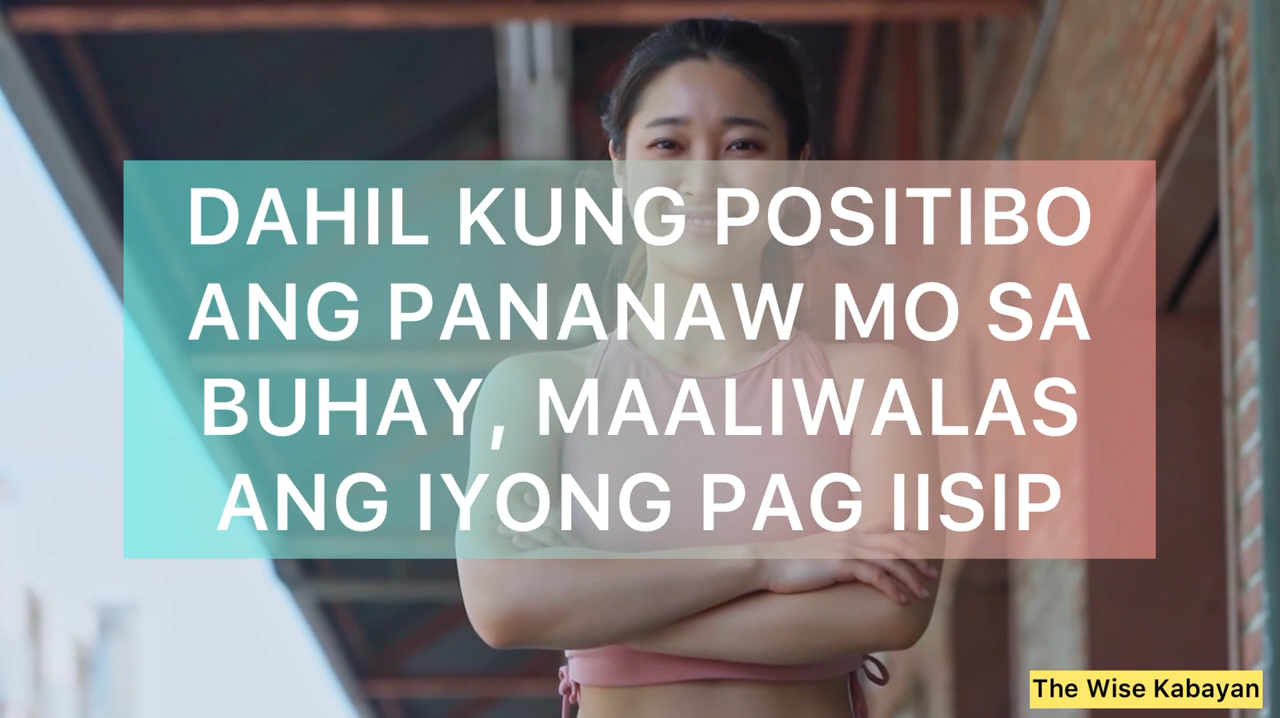 DAHIL KUNG POSITIBO
ANG PANANAW MO SA
BUHAY, MAALIWALAS
ANG IYONG PAG IISIP
The Wise Kabayan